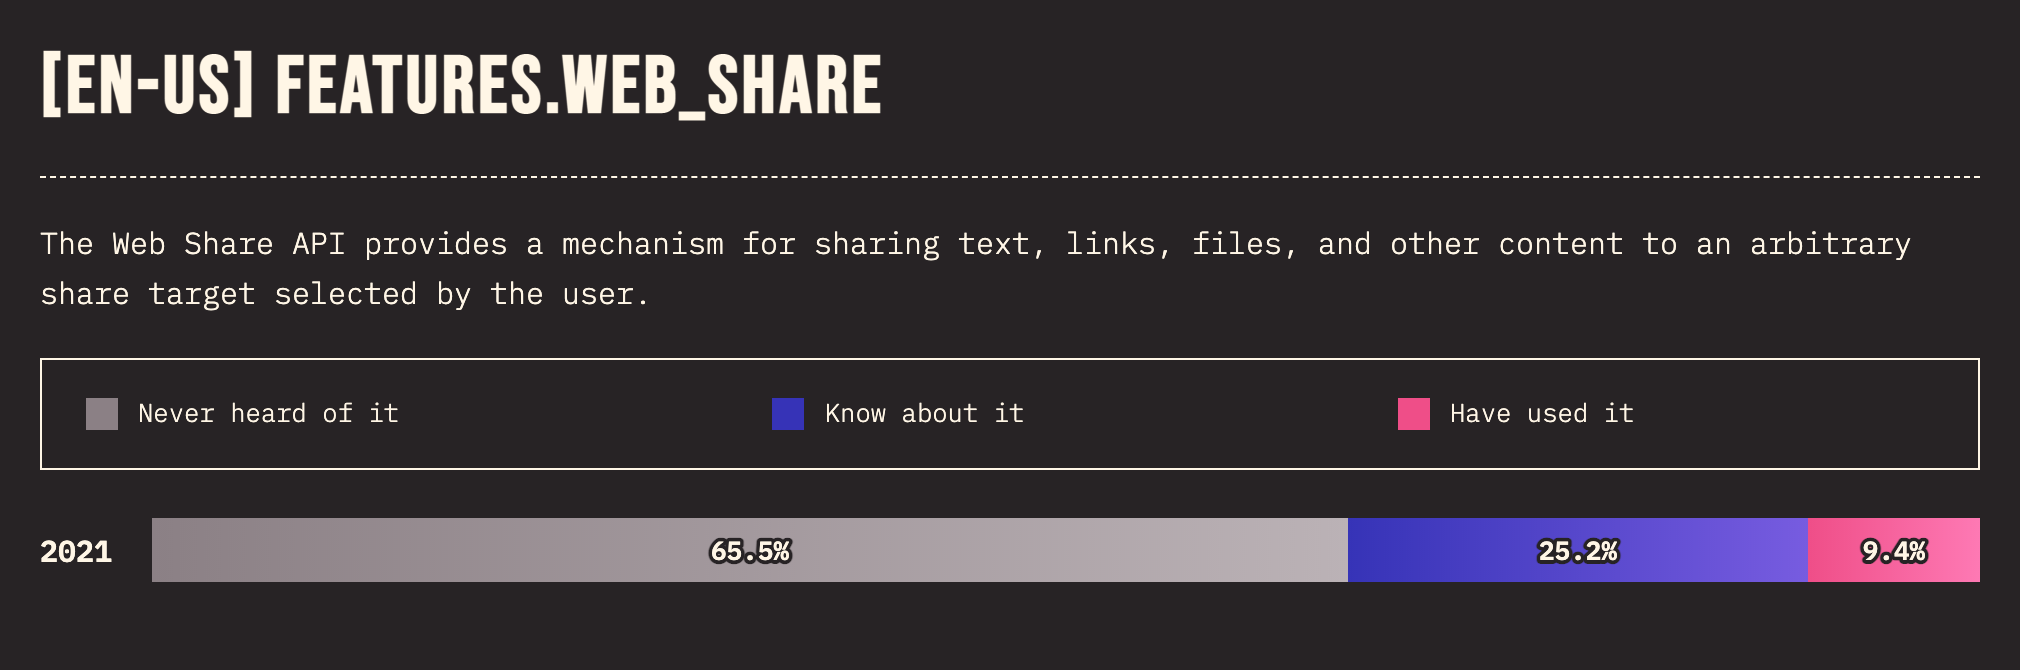 [EN-US] FEATURES.WEB_SHARE
The Web Share API provides a mechanism for sharing text, links, files, and other content to an arbitrary
share target selected by the user.
Never heard of it Know about it Have used it
2021 65.5% 25.2% 9.4%